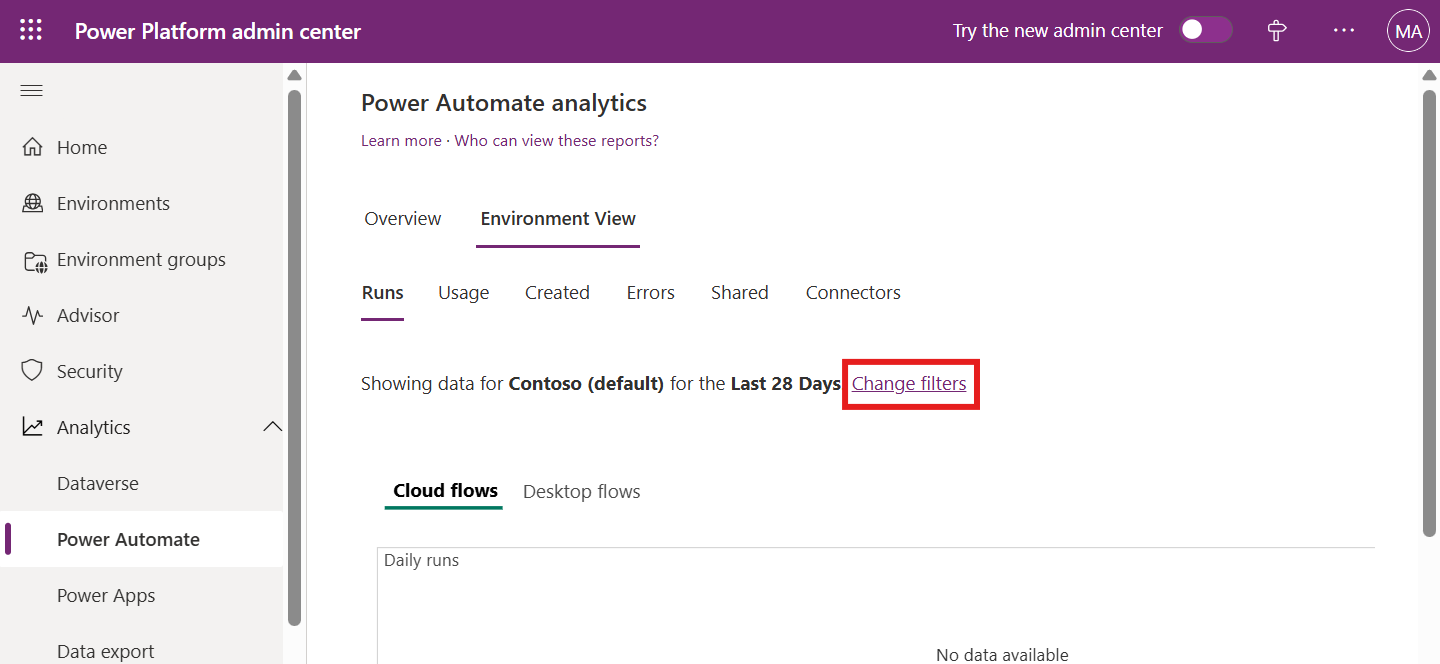 Power Platform admin center
Try the new admin center
MA
Home
Environments
Environment groups
Advisor
Security
Analytics
Dataverse
Power Automate
Power Apps
Data export
Power Automate analytics
Learn more · Who can view these reports?
Overview Environment View
Runs Usage Created Errors Shared Connectors
Showing data for Contoso (default) for the Last 28 Days Change filters
Cloud flows Desktop flows
Daily runs
No data available